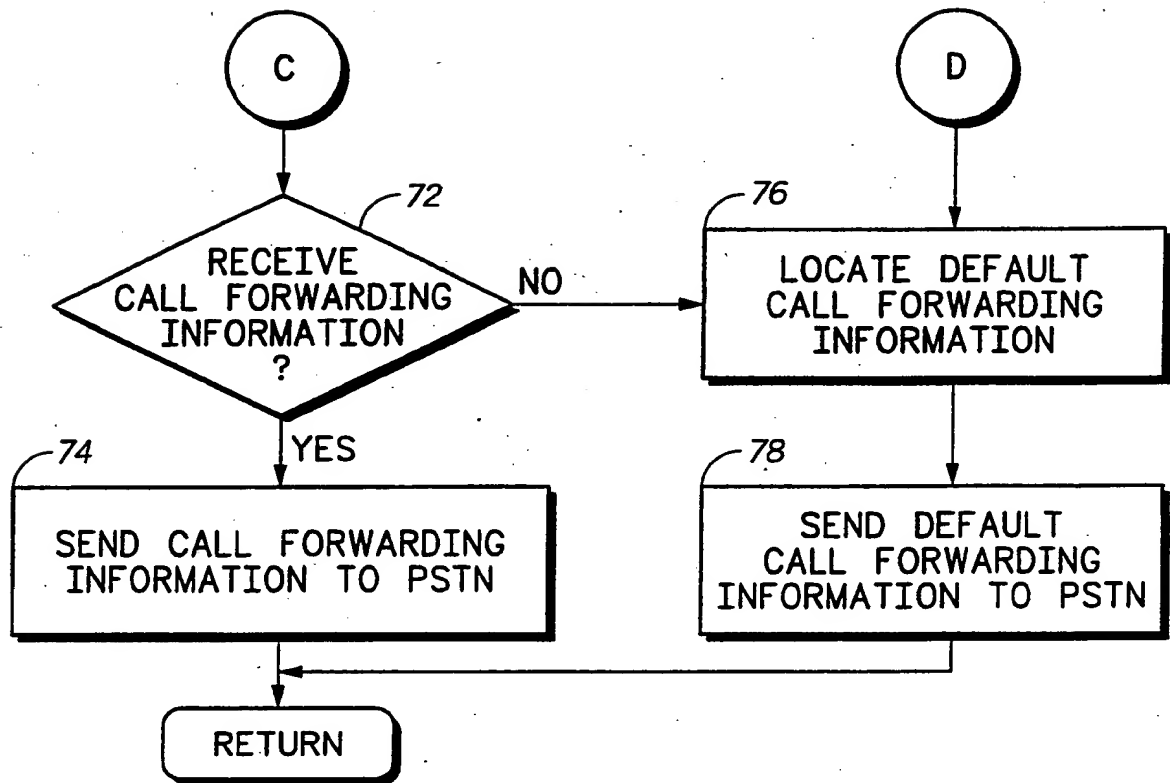 C
D
72
RECEIVE
CALL FORWARDING
INFORMATION
?
NO
YES
76
LOCATE DEFAULT
CALL FORWARDING
INFORMATION
74
SEND CALL FORWARDING
INFORMATION TO PSTN
78
SEND DEFAULT
CALL FORWARDING
INFORMATION TO PSTN
RETURN